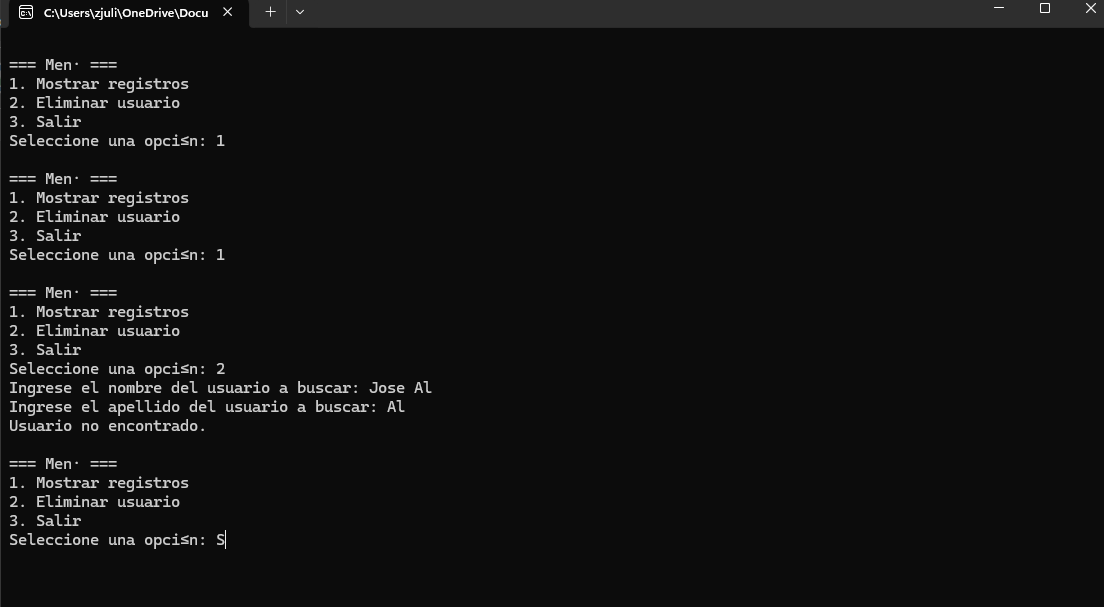 C:\Users\zjuli\OneDrive\Docu
=== Men· ===
1. Mostrar registros
2. Eliminar usuario
3. Salir
Seleccione una opci≤n: 1
=== Men· ===
1. Mostrar registros
2. Eliminar usuario
3. Salir
Seleccione una opci≤n: 1
=== Men· ===
1. Mostrar registros
2. Eliminar usuario
3. Salir
Seleccione una opci≤n: 2
Ingrese el nombre del usuario a buscar: Jose Al
Ingrese el apellido del usuario a buscar: Al
Usuario no encontrado.
=== Men· ===
1. Mostrar registros
2. Eliminar usuario
3. Salir
Seleccione una opci≤n: S